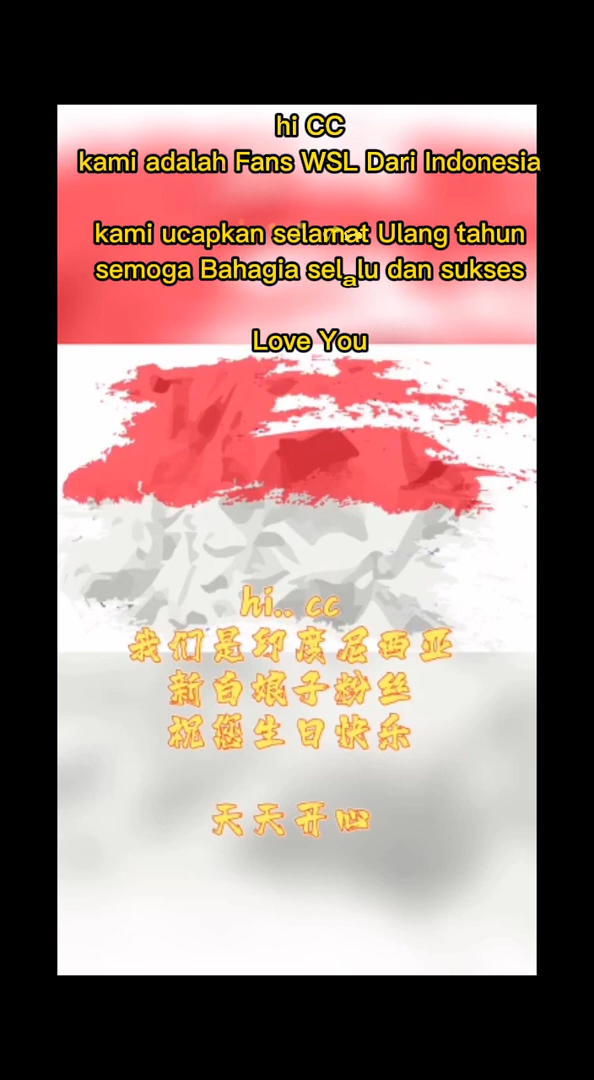 hi CC
kami adalah Fans WSL Dari Indonesia
kami ucapkan selamat Ulang tahun
semoga Bahagia selalu dan sukses
Love You
hi.. cc
我们是印度尼西亚
新白娘子粉丝
祝您生日快乐
天天开心